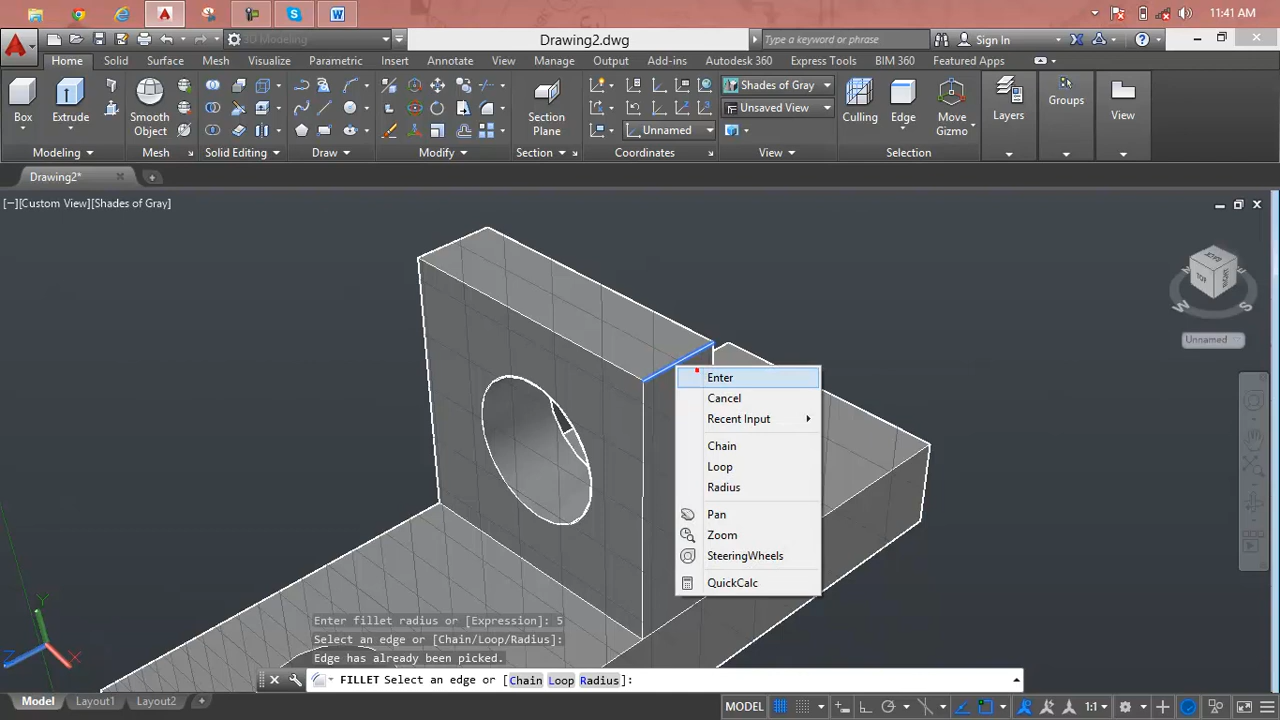 11:41 AM
3D Modeling
Drawing2.dwg
Type a keyword or phrase
Sign In
Home Solid Surface Mesh Visualize Parametric Insert Annotate View Manage Output Add-ins Autodesk 360 Express Tools BIM 360 Featured Apps
Box
Extrude
Smooth Object
Section Plane
Unnamed
Shades of Gray
Unsaved View
Culling
Edge
Move Gizmo
Layers
Groups
View
Modeling
Mesh
Solid Editing
Draw
Modify
Section
Coordinates
View
Selection
Drawing2*
[−][Custom View][Shades of Gray]
TOP
RIGHT
W
S
Unnamed
Enter
Cancel
Recent Input
Chain
Loop
Radius
Pan
Zoom
SteeringWheels
QuickCalc
Y
Z
X
Enter fillet radius or [Expression]: 5
Select an edge or [Chain/Loop/Radius]:
Edge has already been picked.
FILLET Select an edge or [Chain Loop Radius]:
Model Layout1 Layout2
MODEL
1:1